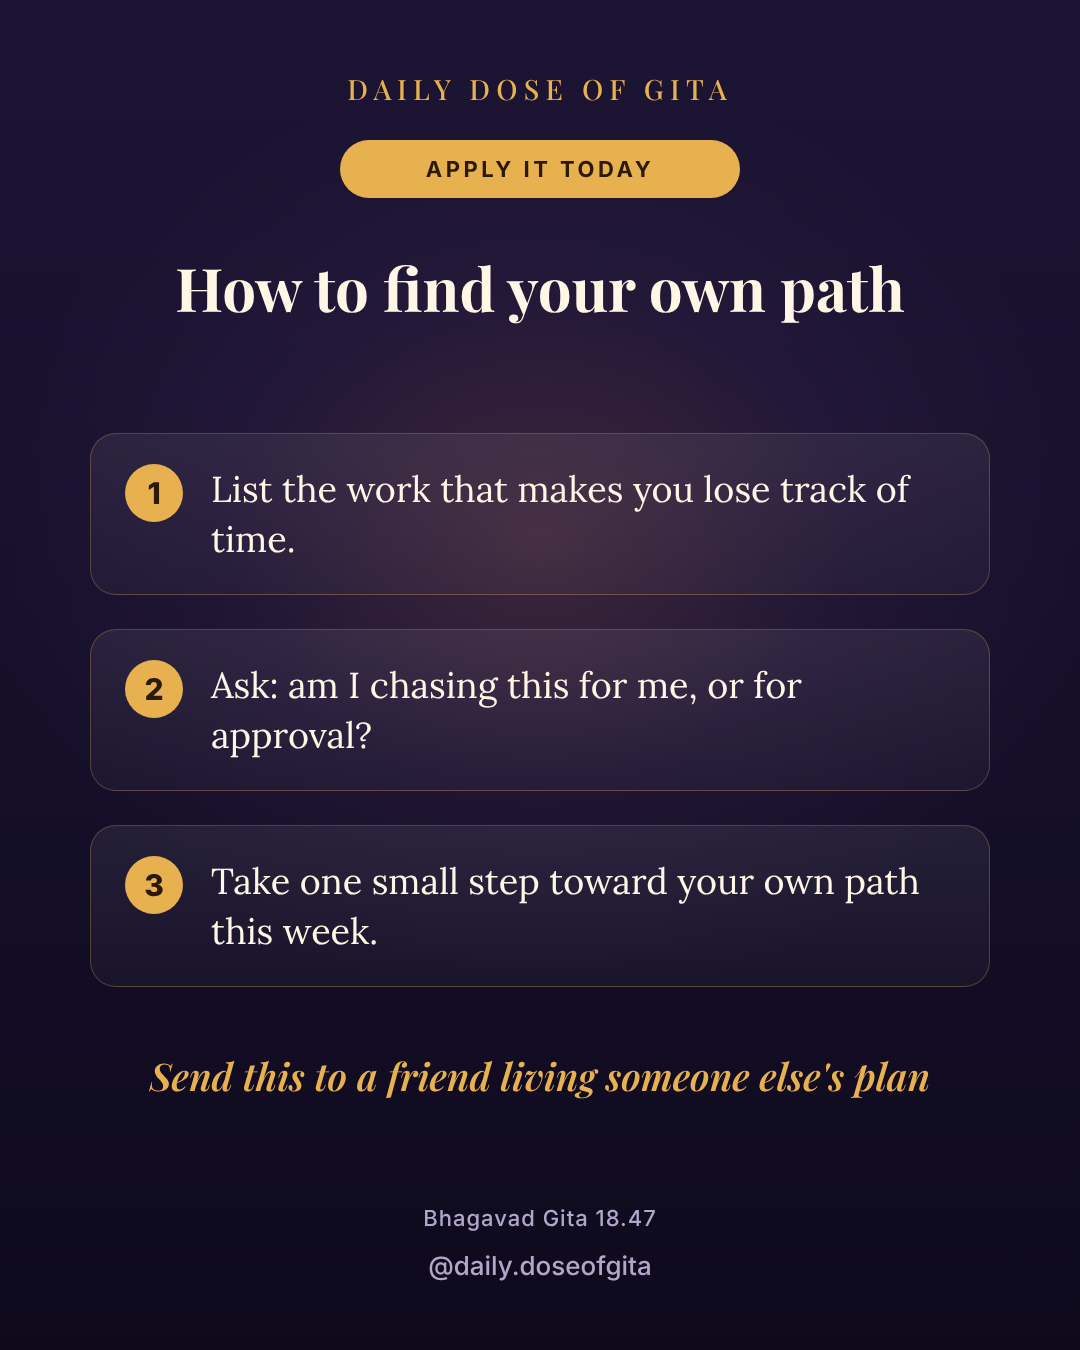 DAILY DOSE OF GITA
APPLY IT TODAY
How to find your own path
1 List the work that makes you lose track of
time.
2 Ask: am I chasing this for me, or for
approval?
3 Take one small step toward your own path
this week.
Send this to a friend living someone else's plan
Bhagavad Gita 18.47
@daily.doseofgita